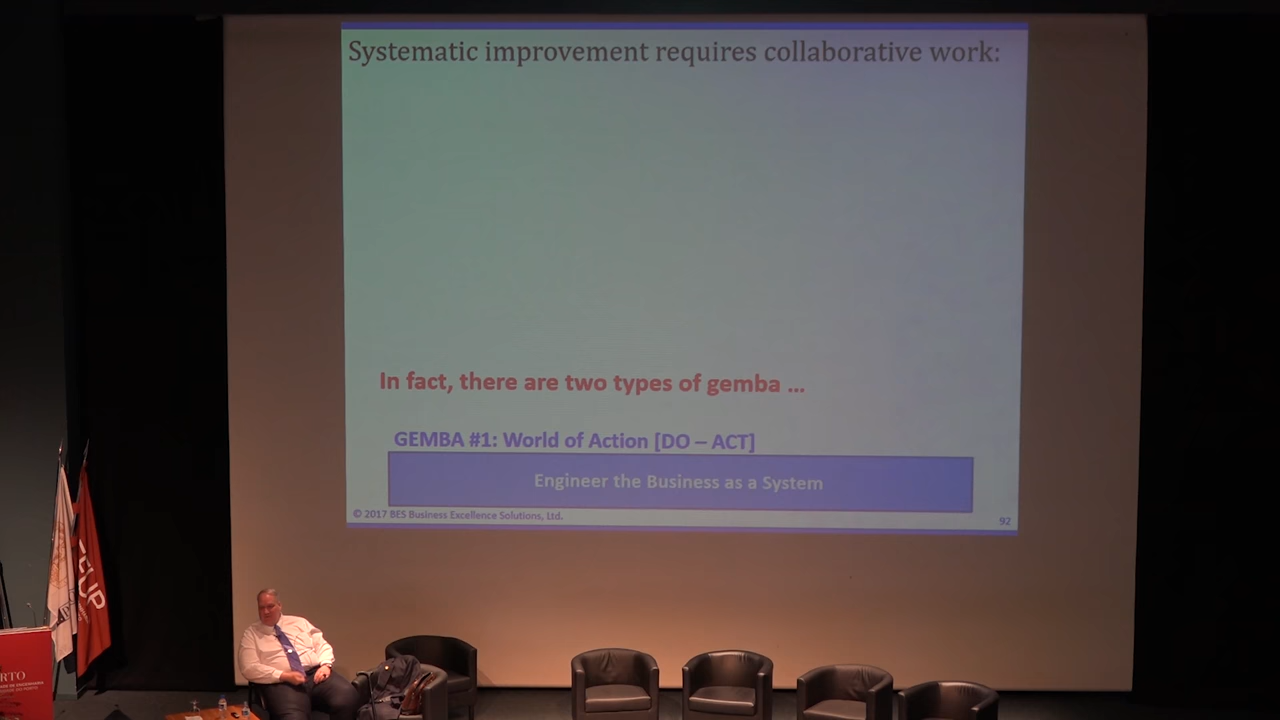 Systematic improvement requires collaborative work:
In fact, there are two types of gemba ...
GEMBA #1: World of Action [DO – ACT]
Engineer the Business as a System
© 2017 BES Business Excellence Solutions, Ltd.
92
FEUP